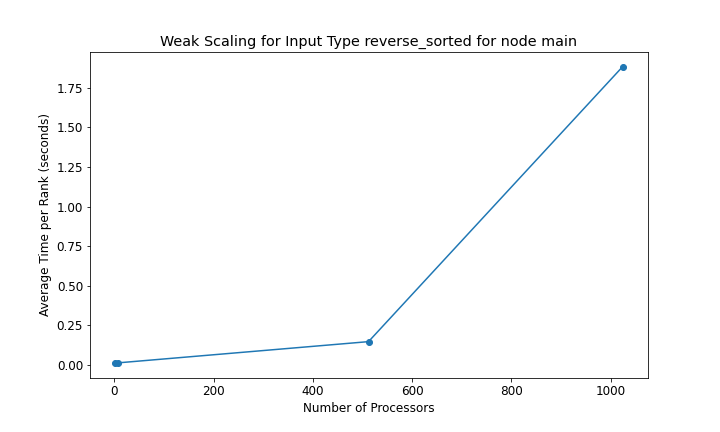 Weak Scaling for Input Type reverse_sorted for node main
Average Time per Rank (seconds)
1.75
1.50
1.25
1.00
0.75
0.50
0.25
0.00
0 200 400 600 800 1000
Number of Processors